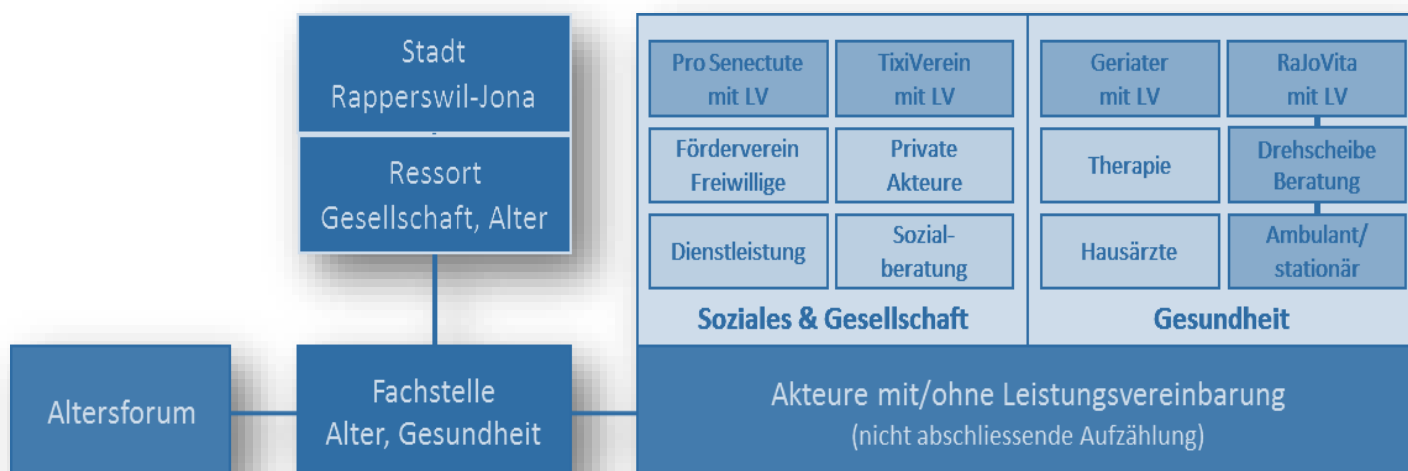 Stadt
Rapperswil-Jona
Ressort
Gesellschaft, Alter
Pro Senectute
mit LV
TixiVerein
mit LV
Geriater
mit LV
RaJoVita
mit LV
Förderverein
Freiwillige
Private
Akteure
Therapie
Drehscheibe
Beratung
Dienstleistung
Sozial-
beratung
Hausärzte
Ambulant/
stationär
Soziales & Gesellschaft
Gesundheit
Altersforum
Fachstelle
Alter, Gesundheit
Akteure mit/ohne Leistungsvereinbarung
(nicht abschliessende Aufzählung)